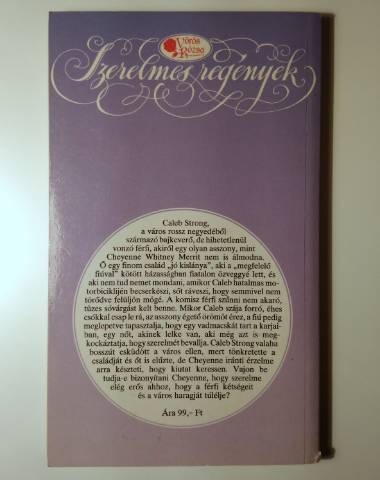 Vörös
Rózsa
Szerelmes regények
Caleb Strong,
a város rossz negyedéből
származó bajkeverő, de hihetetlenül
vonzó férfi, akiről egy olyan asszony, mint
Cheyenne Whitney Merrit nem is álmodna.
Ő egy finom család „jó kislánya”, aki a „megfelelő
fiúval” kötött házasságban fiatalon özveggyé lett, és
aki nem tud nemet mondani, amikor Caleb hatalmas mo-
torbiciklijén becserkészi, sőt ráveszi, hogy semmivel nem
törődve felüljön mögé. A komisz férfi szűnni nem akaró,
tüzes sóvárgást kelt benne. Mikor Caleb szája forró, éhes
csókkal csap le rá, az asszony égető örömöt érez, a fiú pedig
meglepetve tapasztalja, hogy egy vadmacskát tart a karjai-
ban, egy nőt, akinek lelke van, aki még azt is meg-
kockáztatja, hogy szerelmét bevallja. Caleb Strong valaha
bosszút esküdött a város ellen, mert tönkretette a
családját és őt is elűzte, de Cheyenne iránti érzelme
arra készteti, hogy kiutat keressen. Vajon be
tudja-e bizonyítani Cheyenne, hogy szerelme
elég erős ahhoz, hogy a férfi kétségeit
és a város haragját túlélje?
Ára 99,- Ft